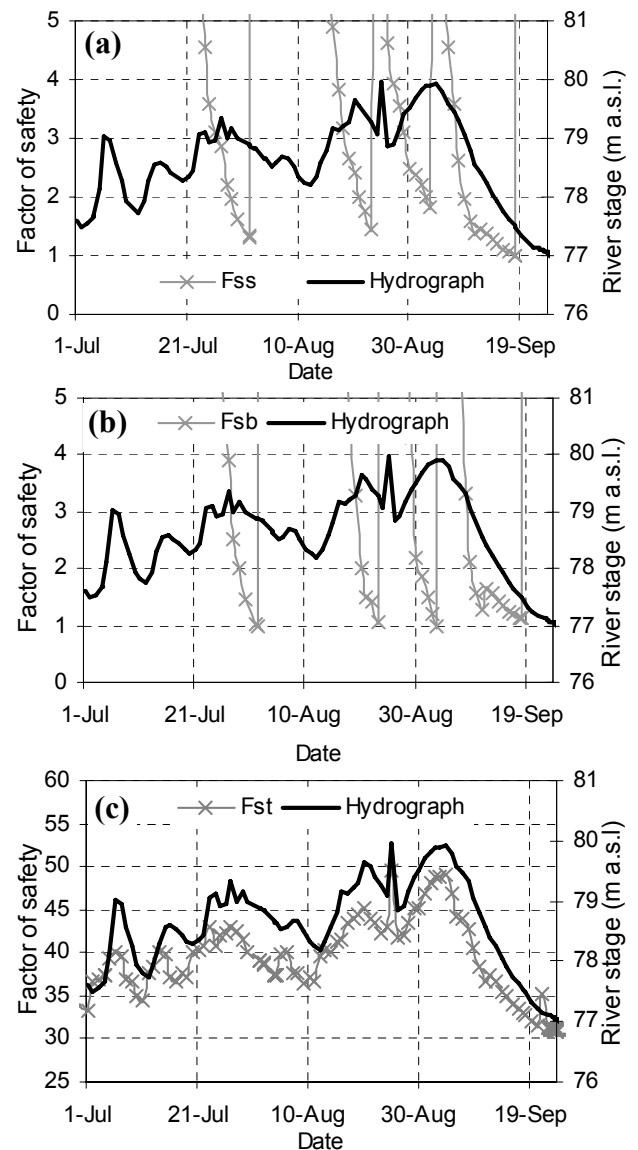 (a)
5
4
3
2
1
0
Factor of safety
81
80
79
78
77
76
River stage (m a.s.l.)
Fss
Hydrograph
1-Jul
21-Jul
10-Aug
30-Aug
19-Sep
Date
(b)
5
4
3
2
1
0
Factor of safety
81
80
79
78
77
76
River stage (m a.s.l.)
Fsb
Hydrograph
1-Jul
21-Jul
10-Aug
30-Aug
19-Sep
Date
(c)
60
55
50
45
40
35
30
25
Factor of safety
81
80
79
78
77
76
River stage (m a.s.l)
Fst
Hydrograph
1-Jul
21-Jul
10-Aug
30-Aug
19-Sep
Date